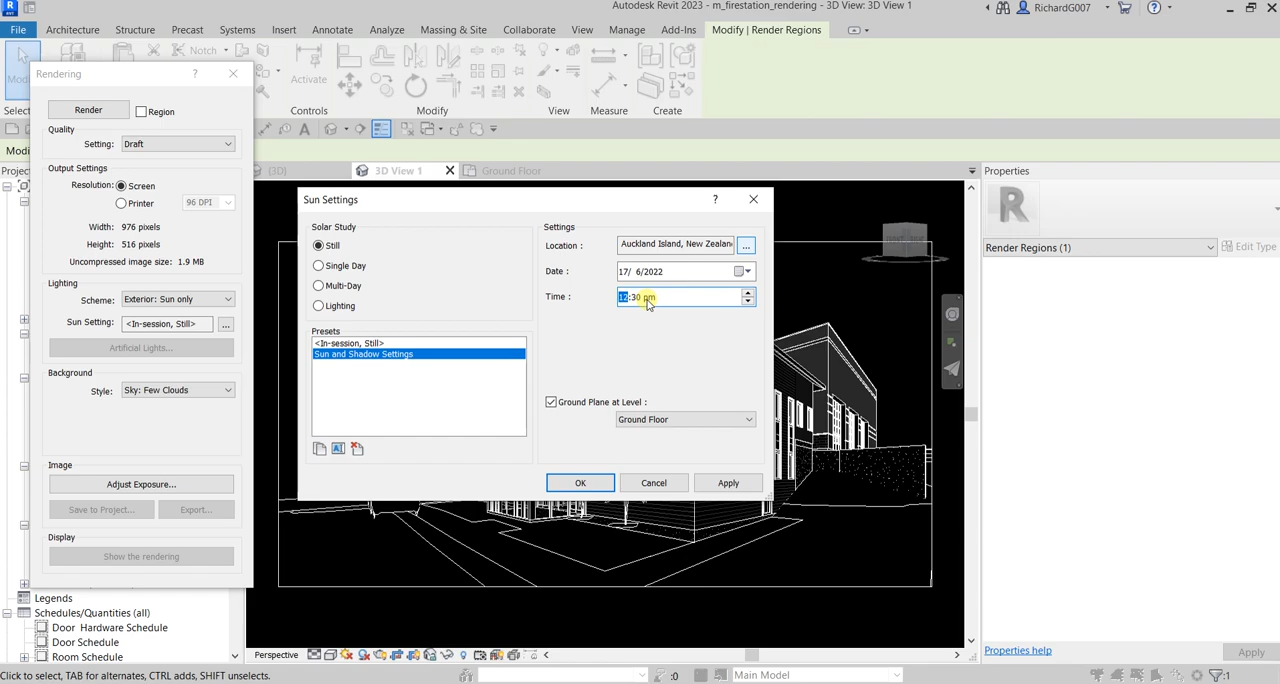 Autodesk Revit 2023 - m_firestation_rendering - 3D View: 3D View 1
RichardG007
File
Architecture
Structure
Precast
Systems
Insert
Annotate
Analyze
Massing & Site
Collaborate
View
Manage
Add-Ins
Modify | Render Regions
Notch
Activate
Select
Controls
Modify
View
Measure
Create
Rendering
Render
Region
Quality
Setting: Draft
Output Settings
Resolution: Screen
Printer 96 DPI
Width: 976 pixels
Height: 516 pixels
Uncompressed image size: 1.9 MB
Lighting
Scheme: Exterior: Sun only
Sun Setting: <In-session, Still> ...
Artificial Lights...
Background
Style: Sky: Few Clouds
Image
Adjust Exposure...
Save to Project... Export...
Display
Show the rendering
{3D}
3D View 1
Ground Floor
Sun Settings
Solar Study
Still
Single Day
Multi-Day
Lighting
Presets
<In-session, Still>
Sun and Shadow Settings
Settings
Location : Auckland Island, New Zealan ...
Date : 17/ 6/2022
Time : 12:30 pm
Ground Plane at Level :
Ground Floor
OK Cancel Apply
Properties
R
Render Regions (1)
Edit Type
Properties help
Apply
Legends
Schedules/Quantities (all)
Door Hardware Schedule
Door Schedule
Room Schedule
Perspective
Click to select, TAB for alternates, CTRL adds, SHIFT unselects.
:0
Main Model
:1